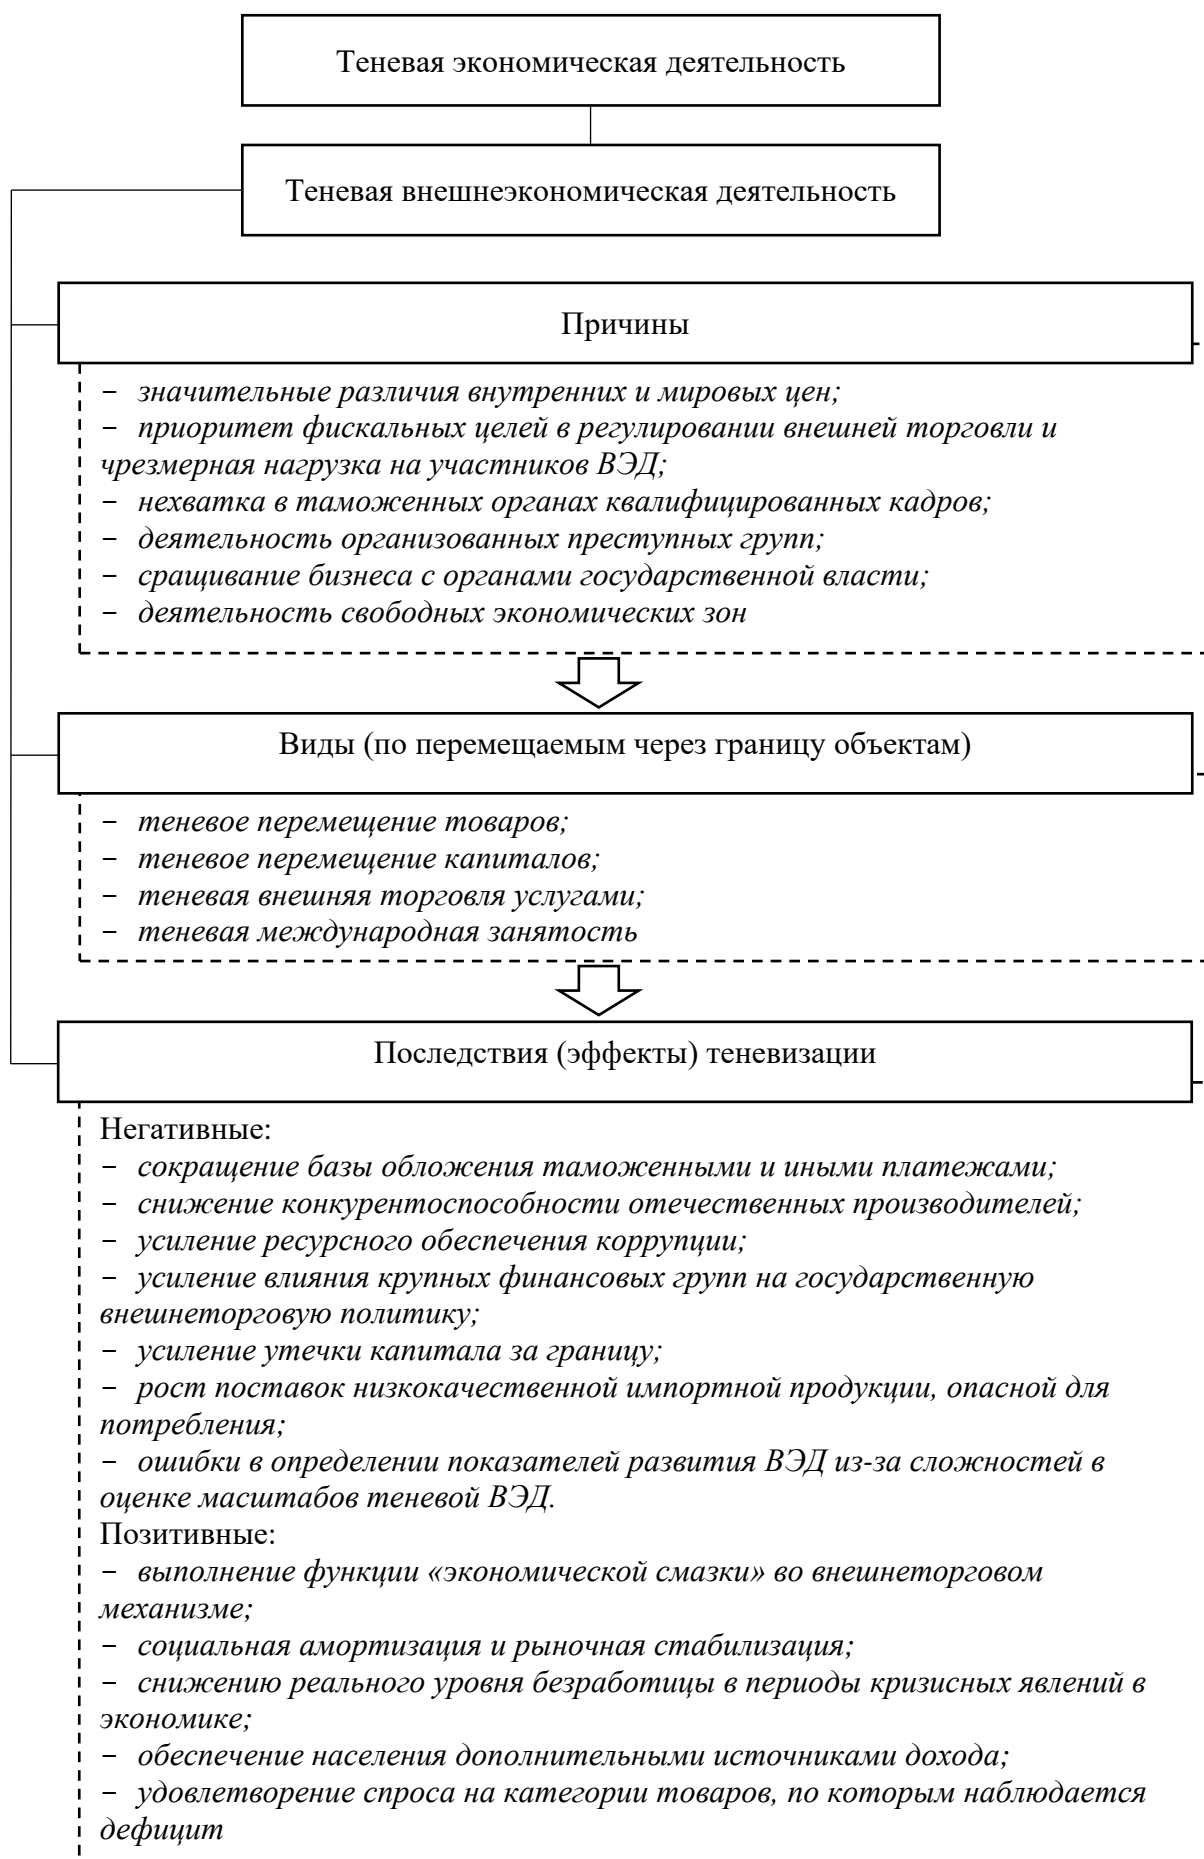 Теневая экономическая деятельность
Теневая внешнеэкономическая деятельность
Причины
− значительные различия внутренних и мировых цен;
− приоритет фискальных целей в регулировании внешней торговли и
чрезмерная нагрузка на участников ВЭД;
− нехватка в таможенных органах квалифицированных кадров;
− деятельность организованных преступных групп;
− сращивание бизнеса с органами государственной власти;
− деятельность свободных экономических зон
Виды (по перемещаемым через границу объектам)
− теневое перемещение товаров;
− теневое перемещение капиталов;
− теневая внешняя торговля услугами;
− теневая международная занятость
Последствия (эффекты) теневизации
Негативные:
− сокращение базы обложения таможенными и иными платежами;
− снижение конкурентоспособности отечественных производителей;
− усиление ресурсного обеспечения коррупции;
− усиление влияния крупных финансовых групп на государственную
внешнеторговую политику;
− усиление утечки капитала за границу;
− рост поставок низкокачественной импортной продукции, опасной для
потребления;
− ошибки в определении показателей развития ВЭД из-за сложностей в
оценке масштабов теневой ВЭД.
Позитивные:
− выполнение функции «экономической смазки» во внешнеторговом
механизме;
− социальная амортизация и рыночная стабилизация;
− снижению реального уровня безработицы в периоды кризисных явлений в
экономике;
− обеспечение населения дополнительными источниками дохода;
− удовлетворение спроса на категории товаров, по которым наблюдается
дефицит